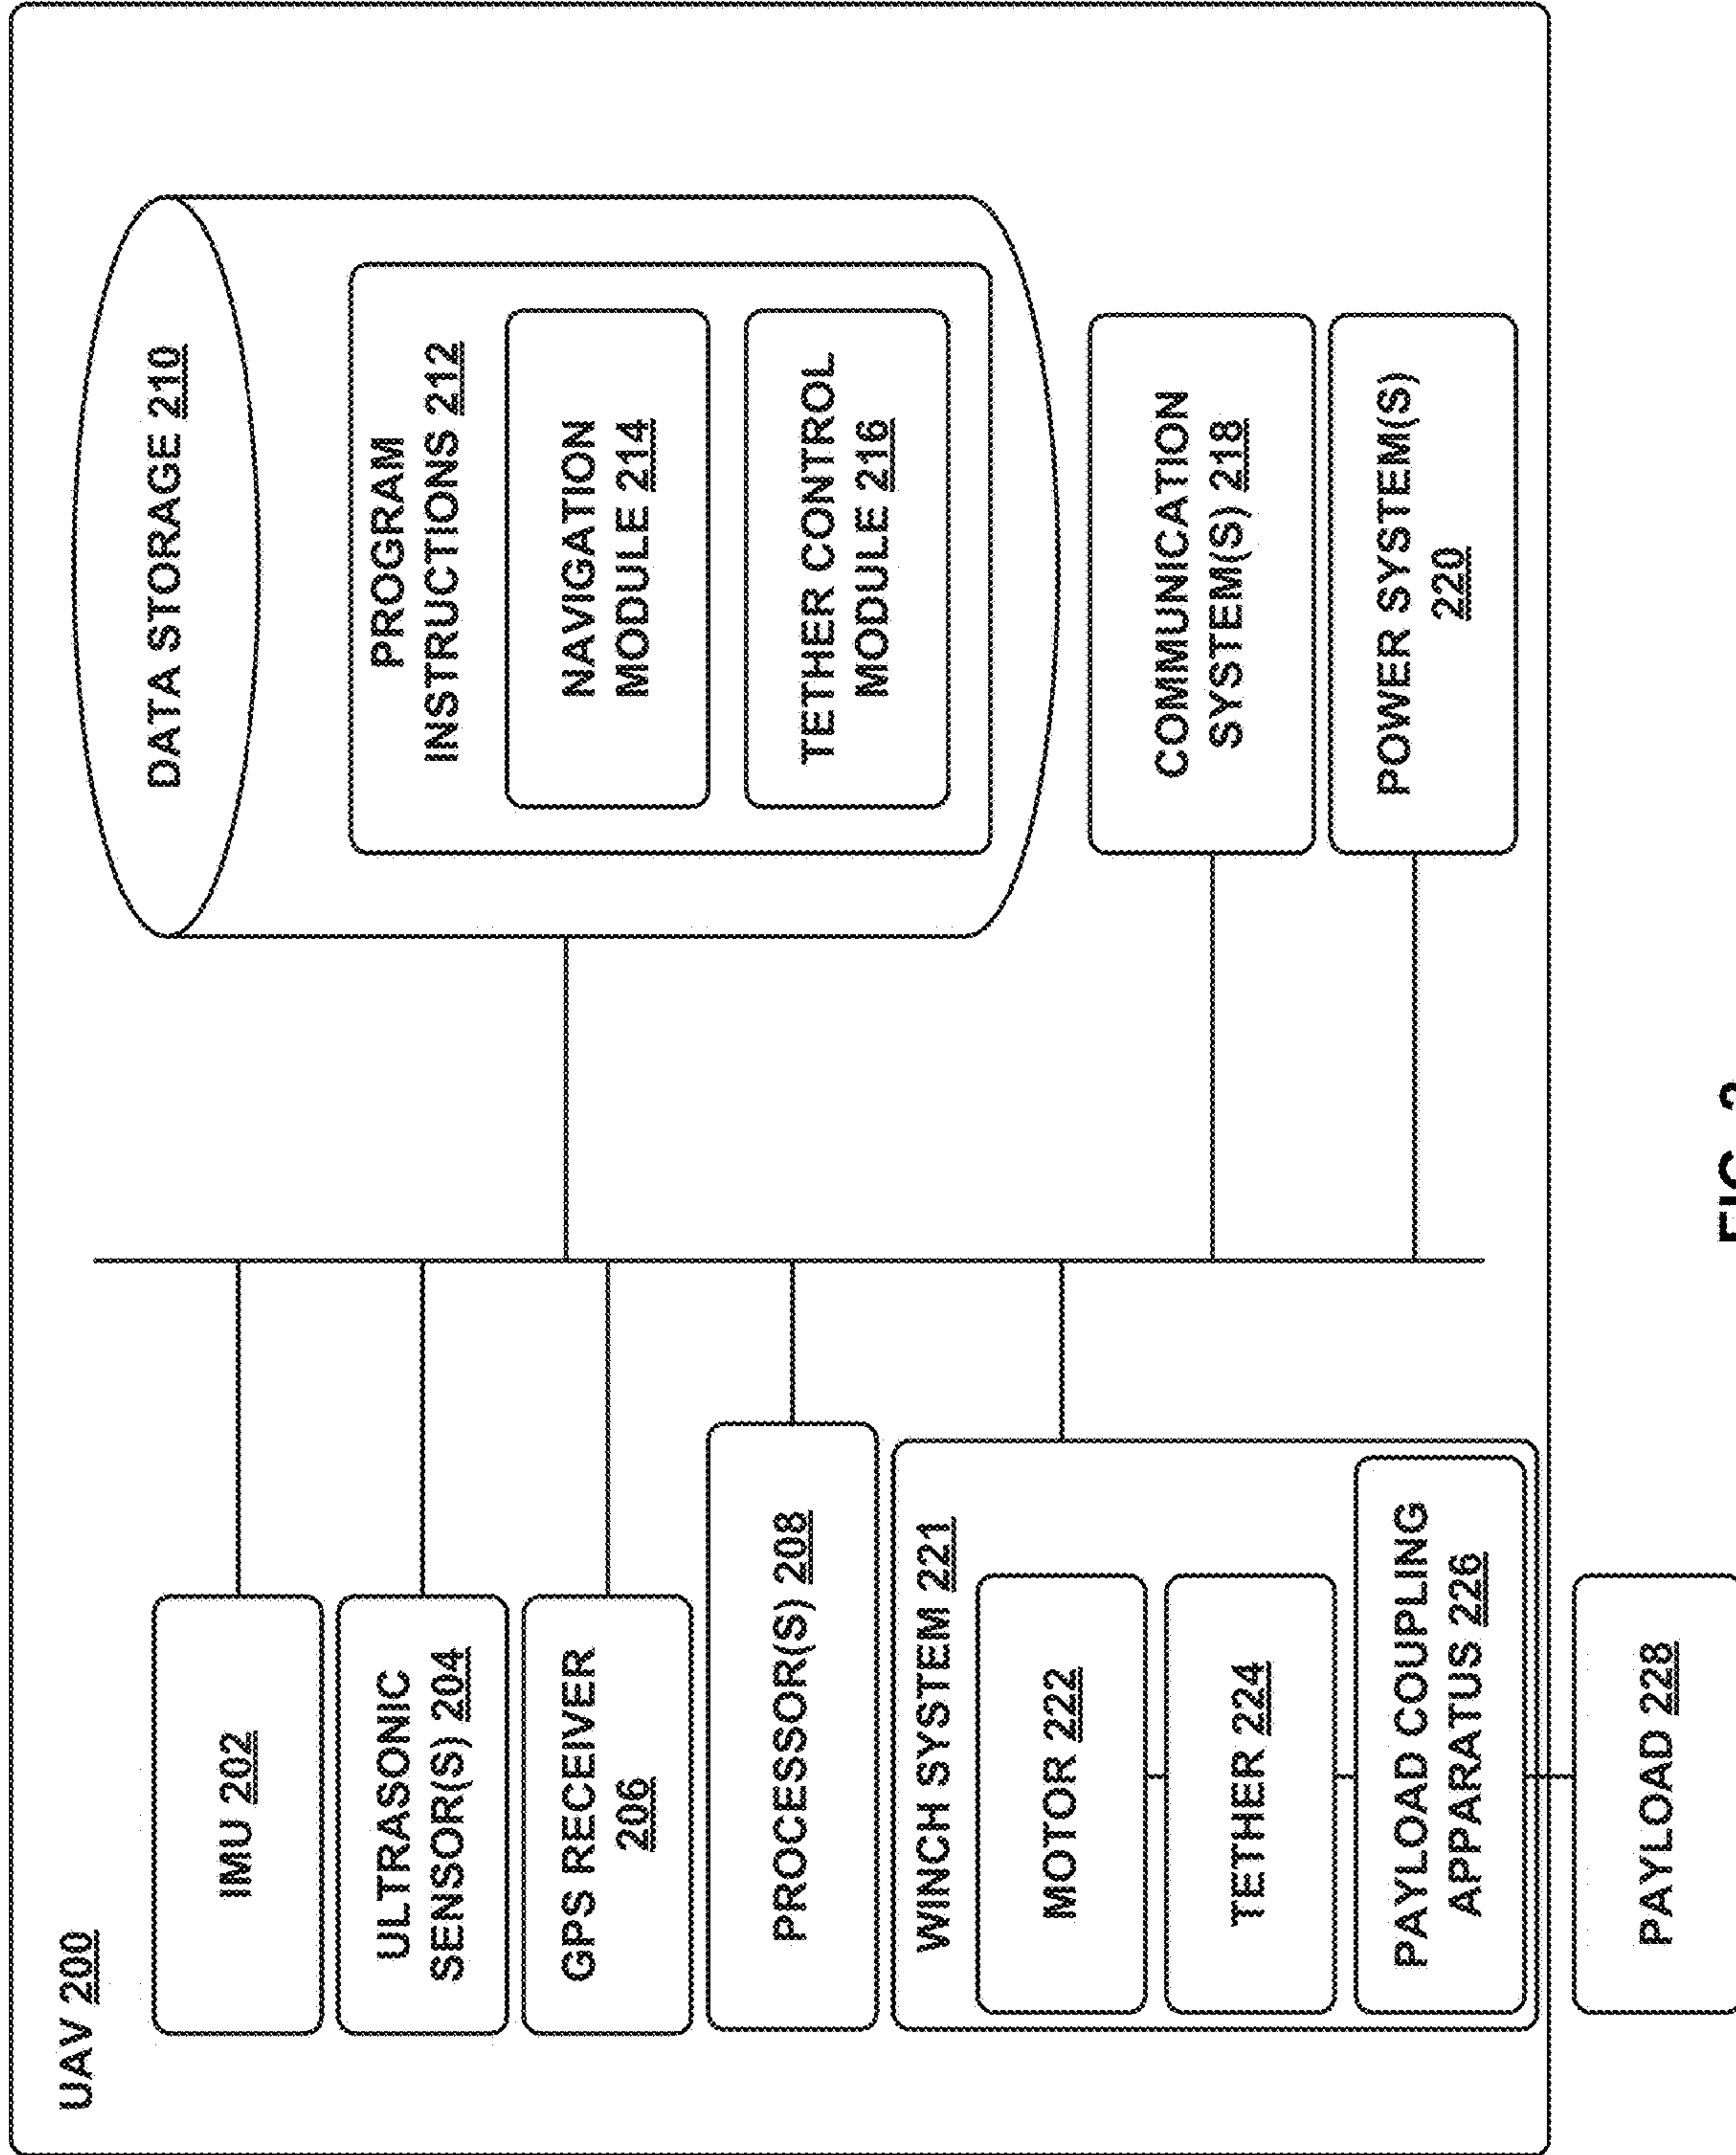 UAV 200
IMU 202
ULTRASONIC
SENSOR(S) 204
GPS RECEIVER
206
PROCESSOR(S) 208
WINCH SYSTEM 221
MOTOR 222
TETHER 224
PAYLOAD COUPLING
APPARATUS 226
PAYLOAD 228
DATA STORAGE 210
PROGRAM
INSTRUCTIONS 212
NAVIGATION
MODULE 214
TETHER CONTROL
MODULE 216
COMMUNICATION
SYSTEM(S) 218
POWER SYSTEM(S)
220